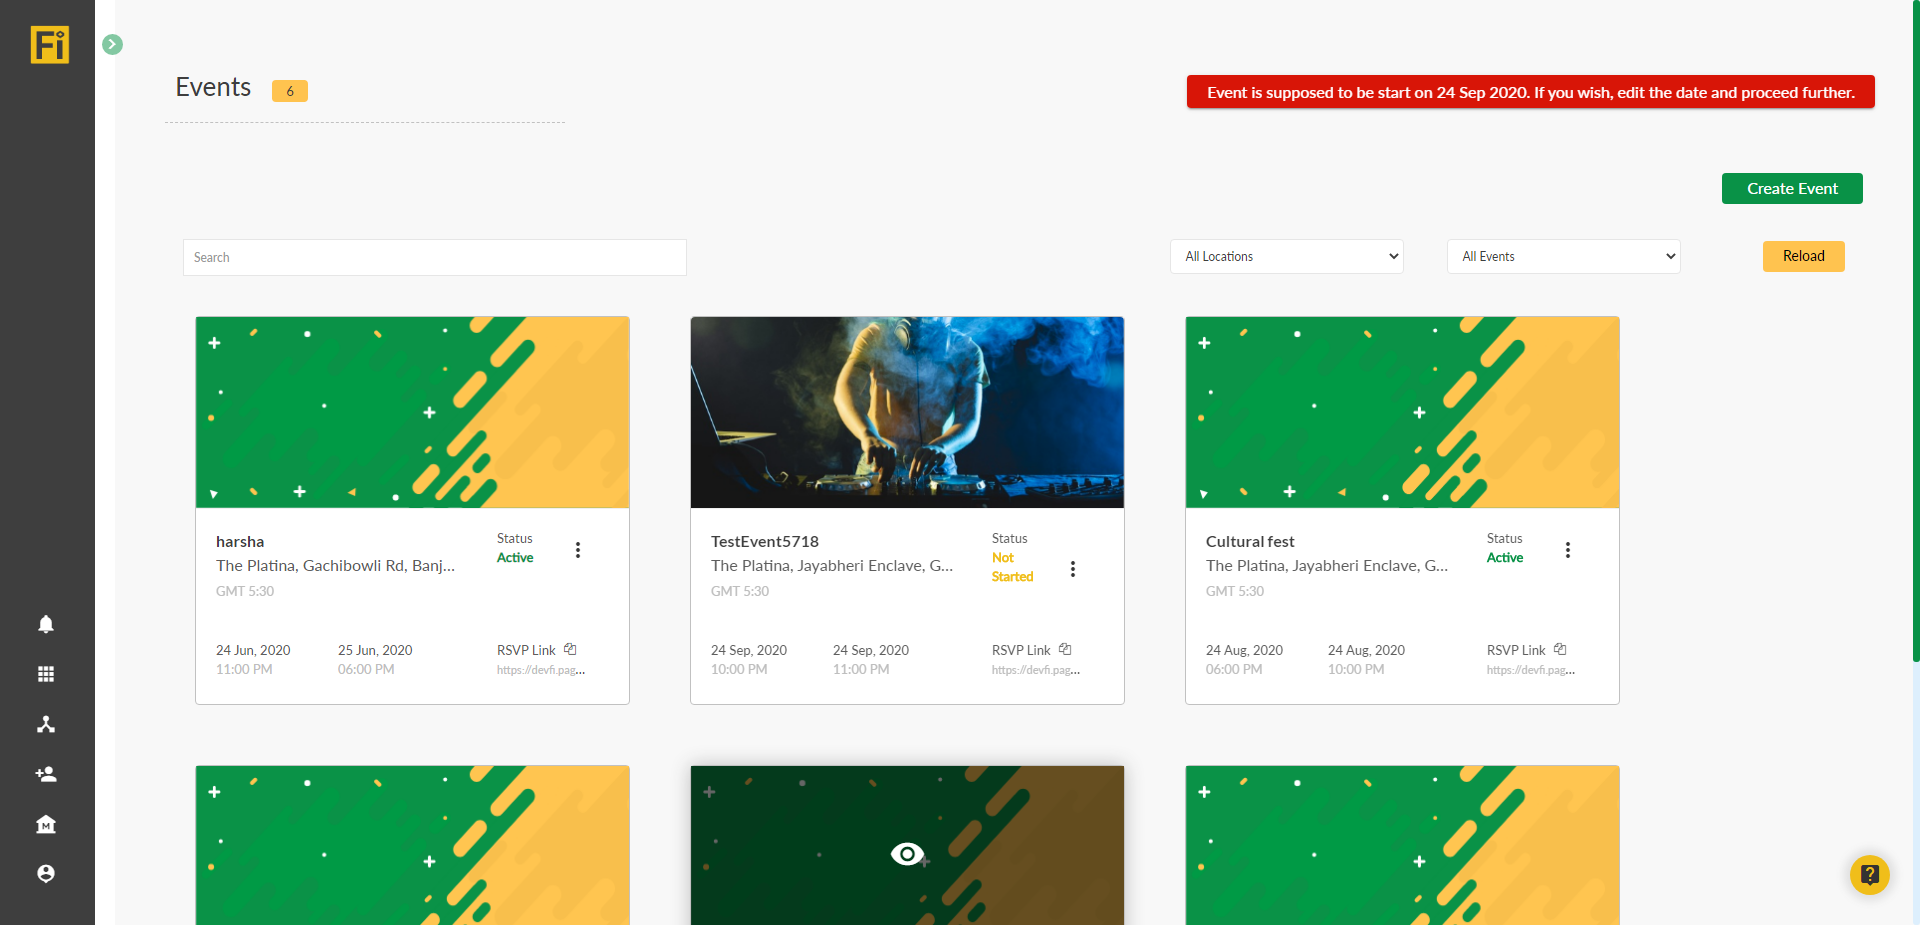 Fi
Events
6
Event is supposed to be start on 24 Sep 2020. If you wish, edit the date and proceed further.
Create Event
Search
All Locations
All Events
Reload
harsha
The Platina, Gachibowli Rd, Banj...
GMT 5:30
Status
Active
24 Jun, 2020
11:00 PM
25 Jun, 2020
06:00 PM
RSVP Link
https://devfi.pag...
TestEvent5718
The Platina, Jayabheri Enclave, G...
GMT 5:30
Status
Not
Started
24 Sep, 2020
10:00 PM
24 Sep, 2020
11:00 PM
RSVP Link
https://devfi.pag...
Cultural fest
The Platina, Jayabheri Enclave, G...
GMT 5:30
Status
Active
24 Aug, 2020
06:00 PM
24 Aug, 2020
10:00 PM
RSVP Link
https://devfi.pag...
M
?